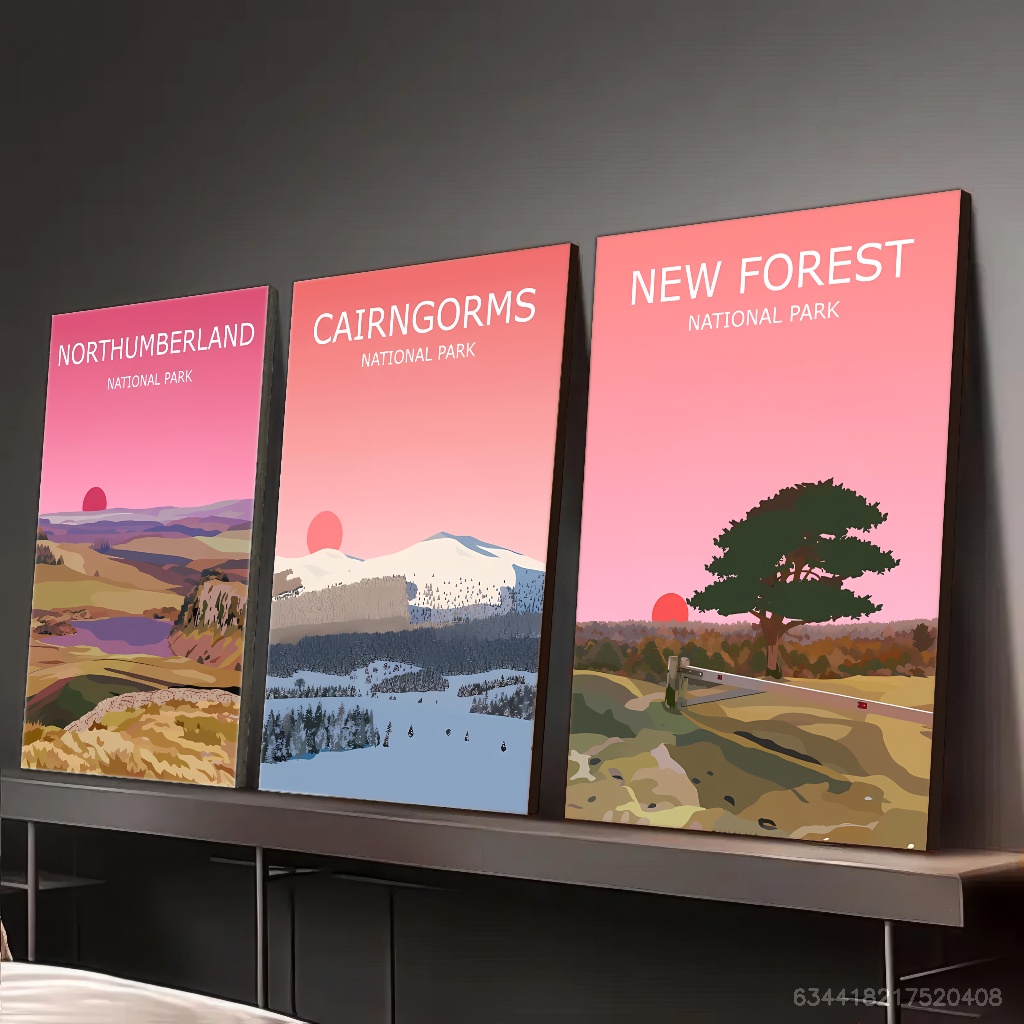 NORTHUMBERLAND
NATIONAL PARK
CAIRNGORMS
NATIONAL PARK
NEW FOREST
NATIONAL PARK
634418217520408